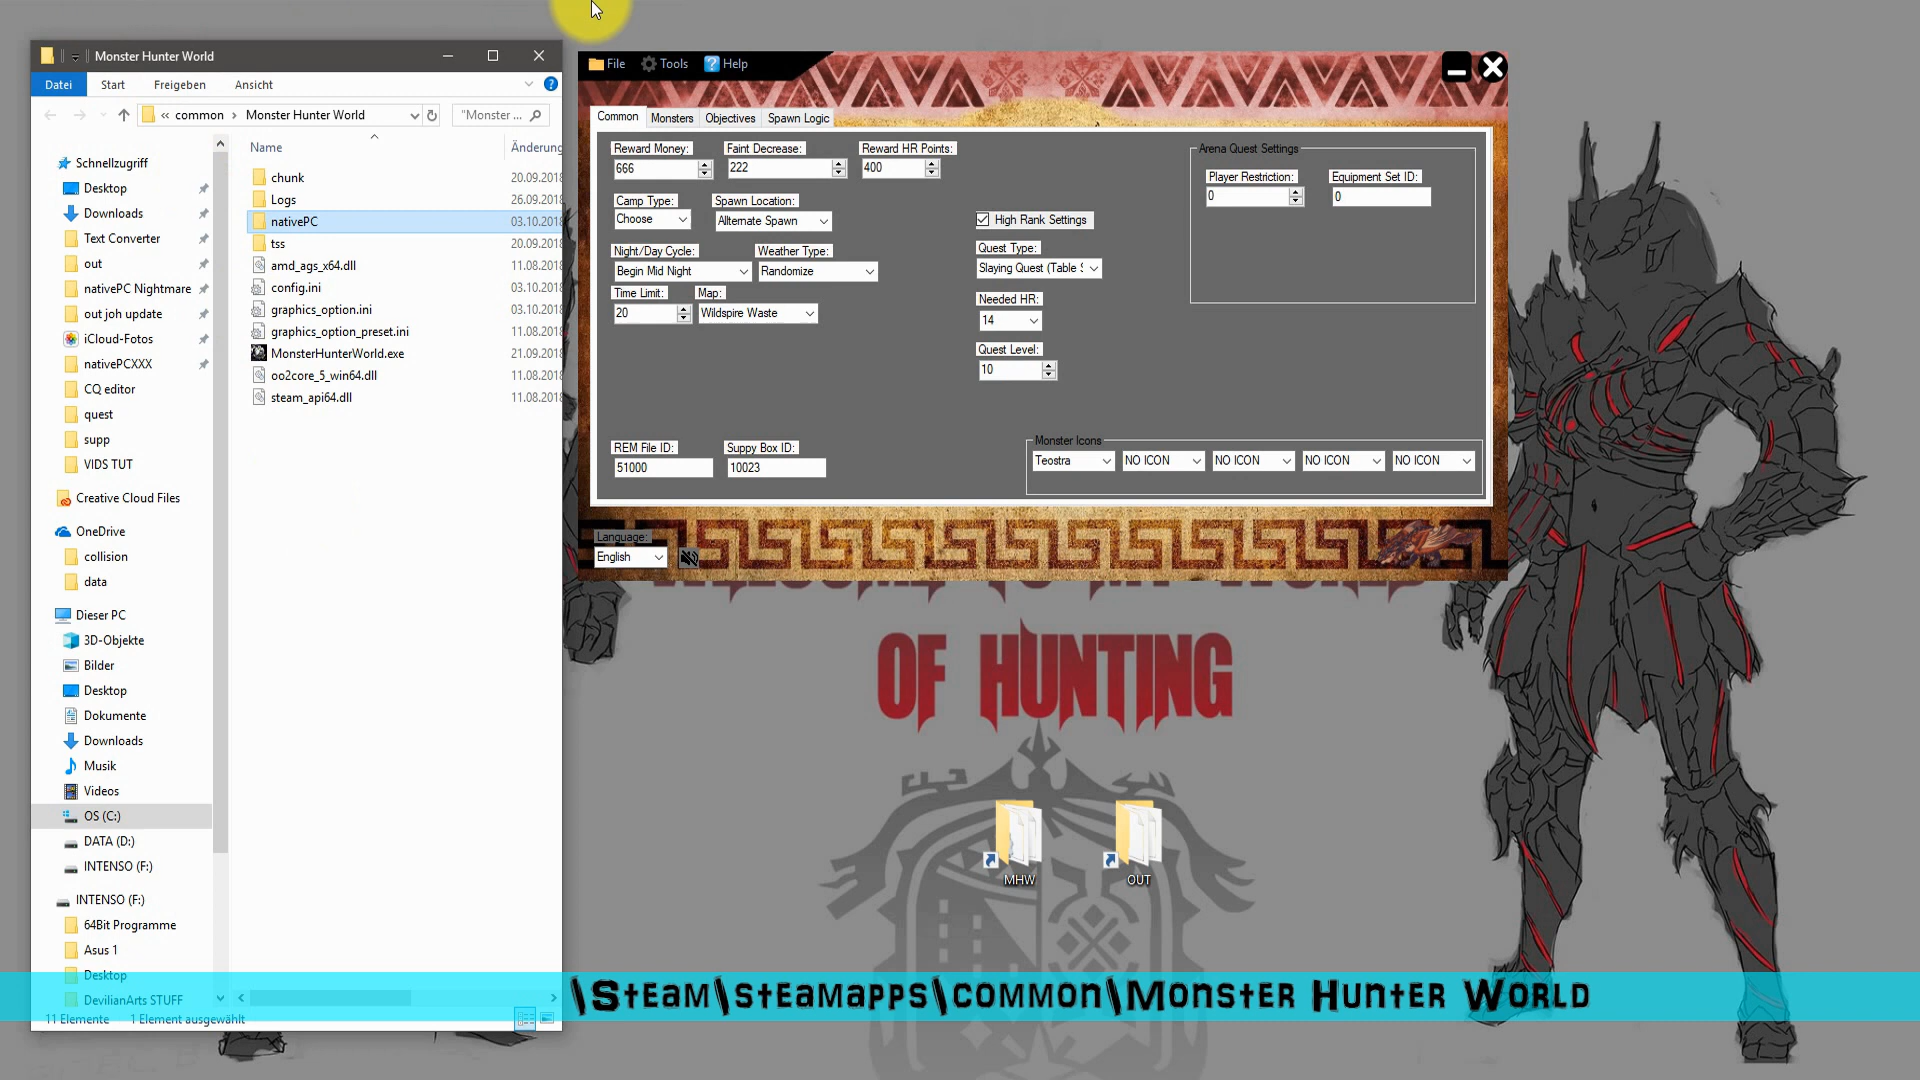 Monster Hunter World
Datei Start Freigeben Ansicht
« common > Monster Hunter World
"Monster ...
Schnellzugriff
Desktop
Downloads
Text Converter
out
nativePC Nightmare
out joh update
iCloud-Fotos
nativePCXXX
CQ editor
quest
supp
VIDS TUT
Creative Cloud Files
OneDrive
collision
data
Dieser PC
3D-Objekte
Bilder
Desktop
Dokumente
Downloads
Musik
Videos
OS (C:)
DATA (D:)
INTENSO (F:)
INTENSO (F:)
64Bit Programme
Asus 1
Desktop
DevilianArts STUFF
Name Änderung
chunk 20.09.2018
Logs 26.09.2018
nativePC 03.10.2018
tss 20.09.2018
amd_ags_x64.dll 11.08.2018
config.ini 03.10.2018
graphics_option.ini 03.10.2018
graphics_option_preset.ini 11.08.2018
MonsterHunterWorld.exe 21.09.2018
oo2core_5_win64.dll 11.08.2018
steam_api64.dll 11.08.2018
11 Elemente 1 Element ausgewählt
File Tools Help
Common Monsters Objectives Spawn Logic
Reward Money: Faint Decrease: Reward HR Points:
666 222 400
Camp Type: Spawn Location:
Choose Alternate Spawn
Night/Day Cycle: Weather Type:
Begin Mid Night Randomize
Time Limit: Map:
20 Wildspire Waste
High Rank Settings
Quest Type:
Slaying Quest (Table S
Needed HR:
14
Quest Level:
10
Arena Quest Settings
Player Restriction: Equipment Set ID:
0 0
REM File ID: Suppy Box ID:
51000 10023
Monster Icons
Teostra NO ICON NO ICON NO ICON NO ICON
Language:
English
OF HUNTING
MHW OUT
\Steam\steamapps\common\Monster Hunter World